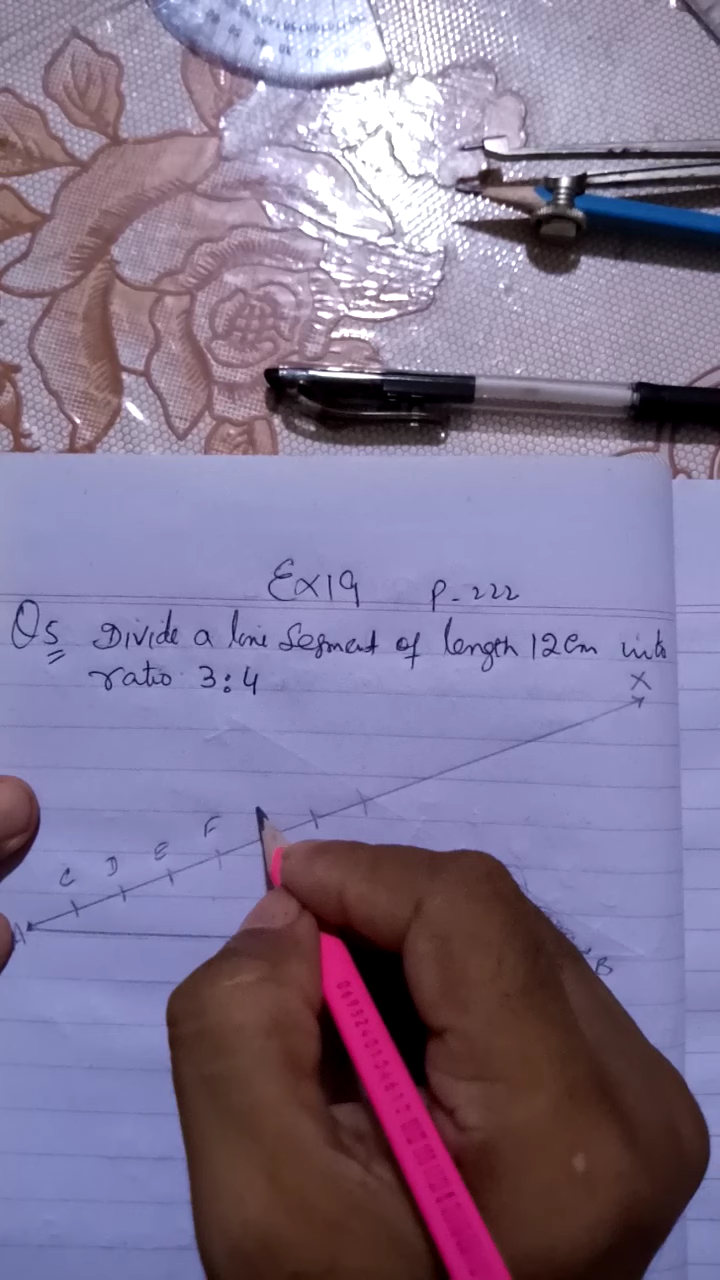 Ex19 P-222
Q5 Divide a line segment of length 12cm into
ratio 3:4
X
F
E
D
C
A
B